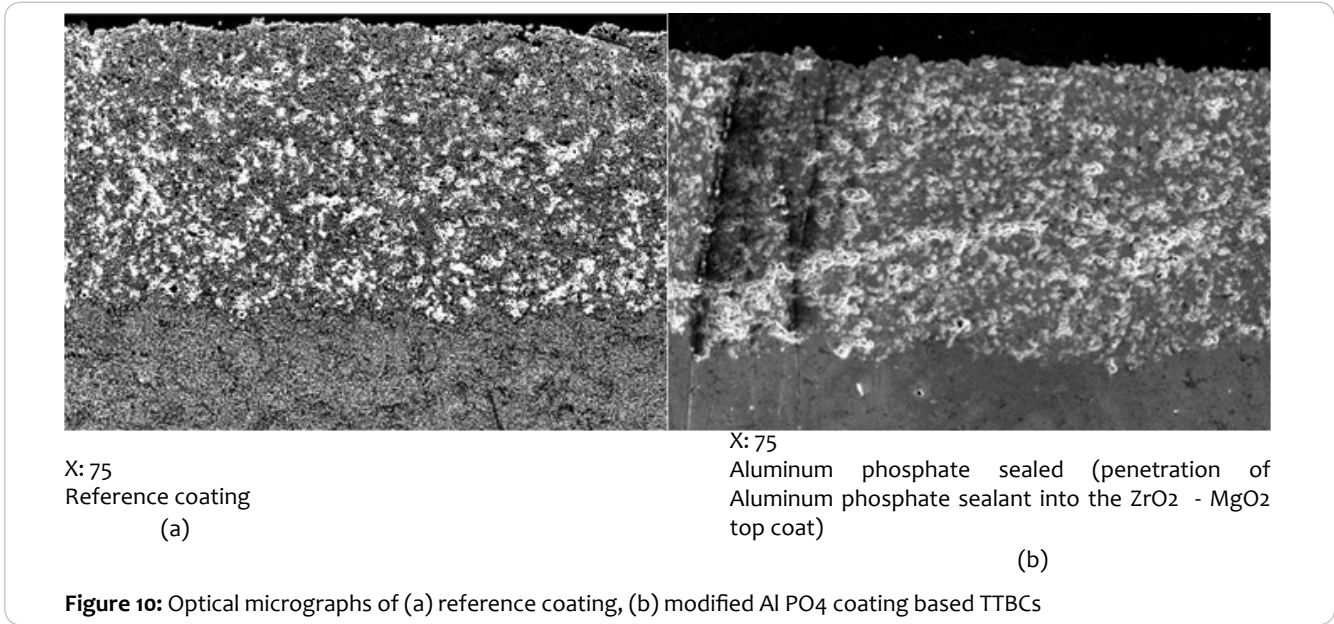 X: 75
Reference coating
(a)
X: 75
Aluminum phosphate sealed (penetration of
Aluminum phosphate sealant into the ZrO2 - MgO2
top coat)
(b)
Figure 10: Optical micrographs of (a) reference coating, (b) modified Al PO4 coating based TTBCs